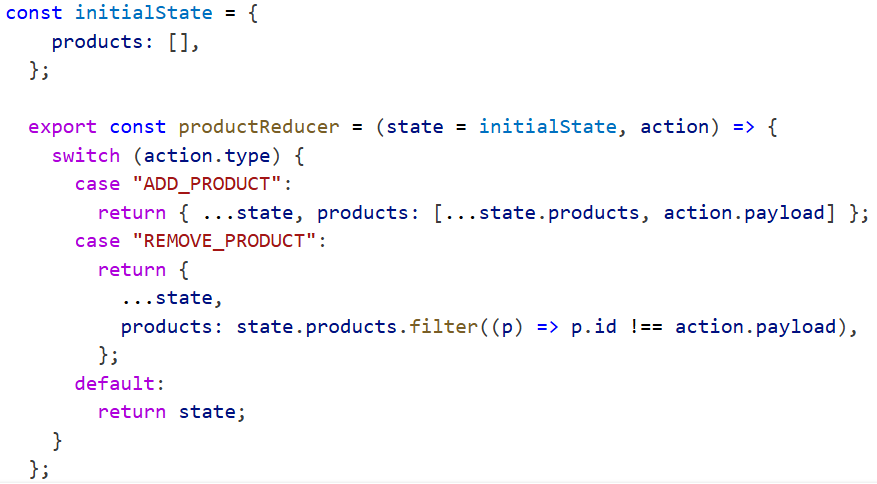 const initialState = {
    products: [],
  };

  export const productReducer = (state = initialState, action) => {
    switch (action.type) {
      case "ADD_PRODUCT":
        return { ...state, products: [...state.products, action.payload] };
      case "REMOVE_PRODUCT":
        return {
          ...state,
          products: state.products.filter((p) => p.id !== action.payload),
        };
      default:
        return state;
    }
  };